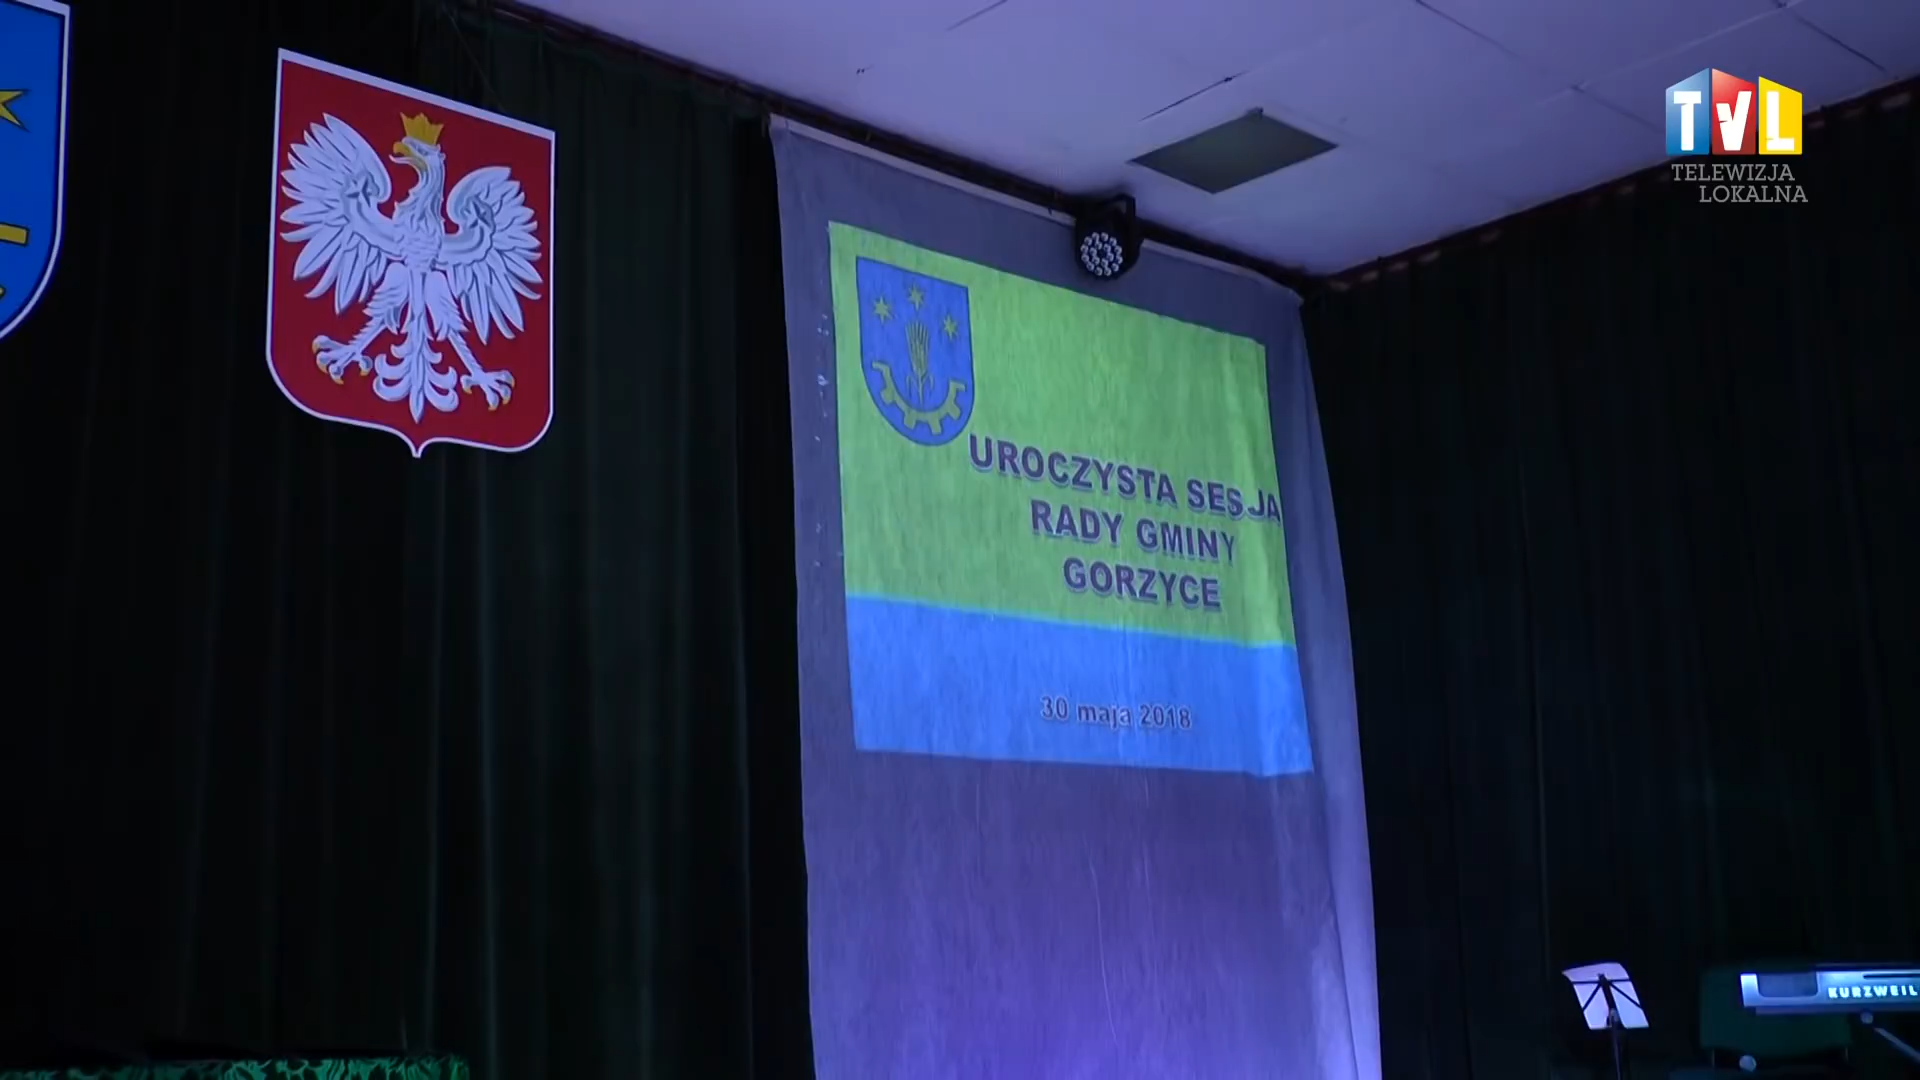 TVL
TELEWIZJA
LOKALNA
UROCZYSTA SESJA
RADY GMINY
GORZYCE
30 maja 2018
KURZWEIL